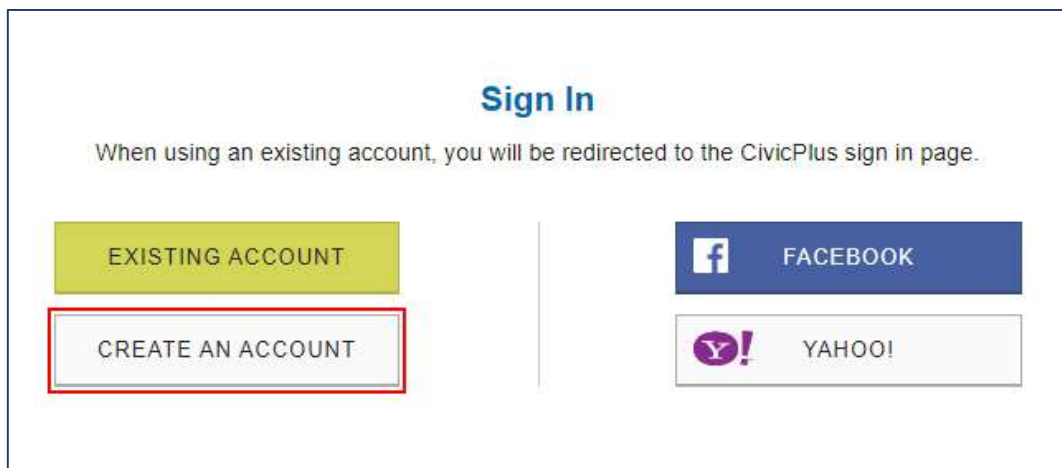 Sign In
When using an existing account, you will be redirected to the CivicPlus sign in page.
EXISTING ACCOUNT
CREATE AN ACCOUNT
f FACEBOOK
Y! YAHOO!